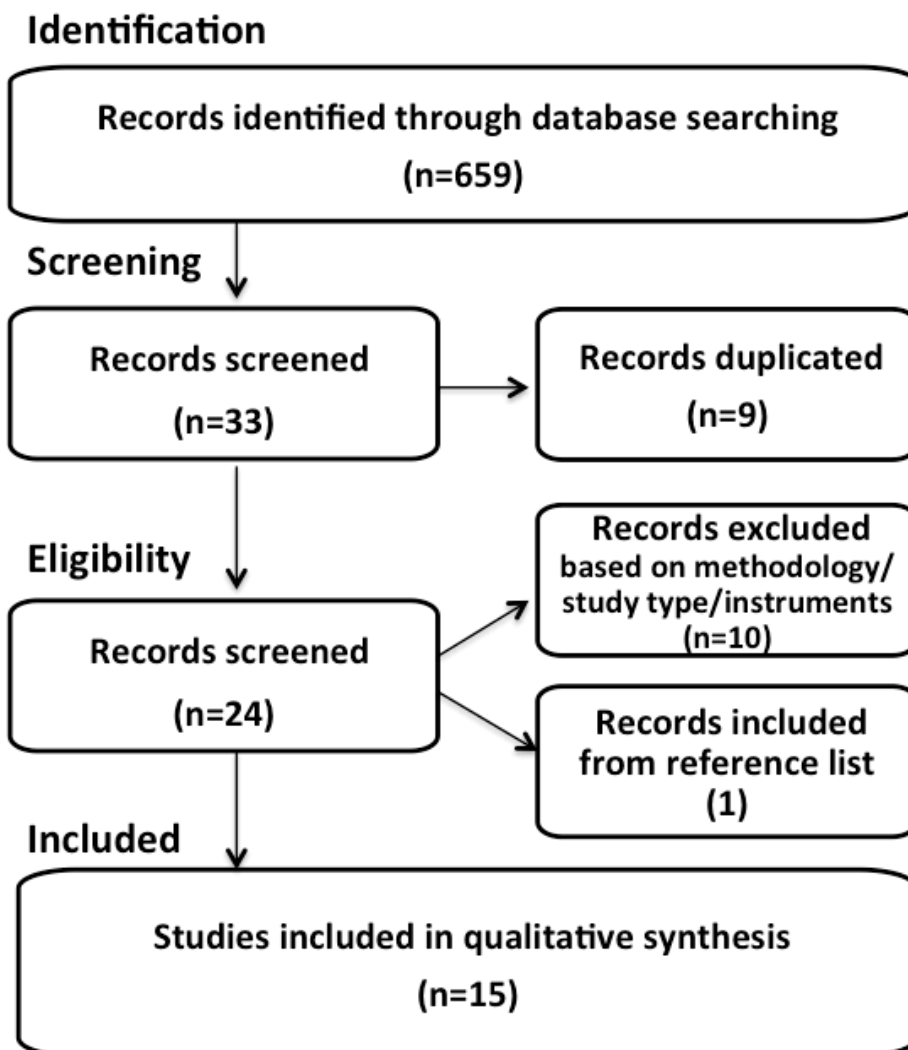 Identification
Records identified through database searching
(n=659)
Screening
Records screened
(n=33)
Records duplicated
(n=9)
Eligibility
Records screened
(n=24)
Records excluded
based on methodology/
study type/instruments
(n=10)
Records included
from reference list
(1)
Included
Studies included in qualitative synthesis
(n=15)